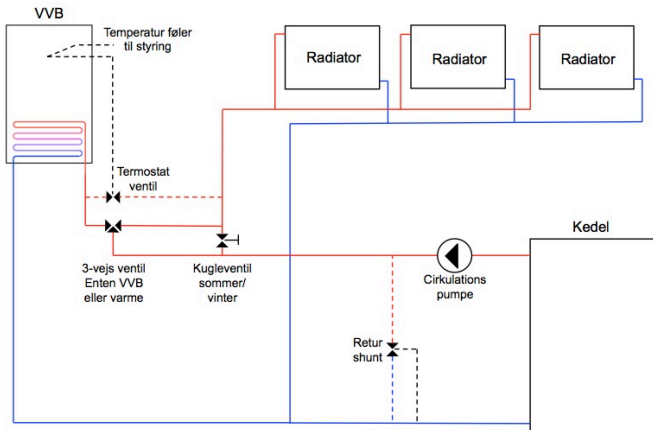 VVB
Temperatur føler
til styring
Radiator
Radiator
Radiator
Termostat
ventil
Kedel
3-vejs ventil
Enten VVB
eller varme
Kugleventil
sommer/
vinter
Cirkulations
pumpe
Retur
shunt